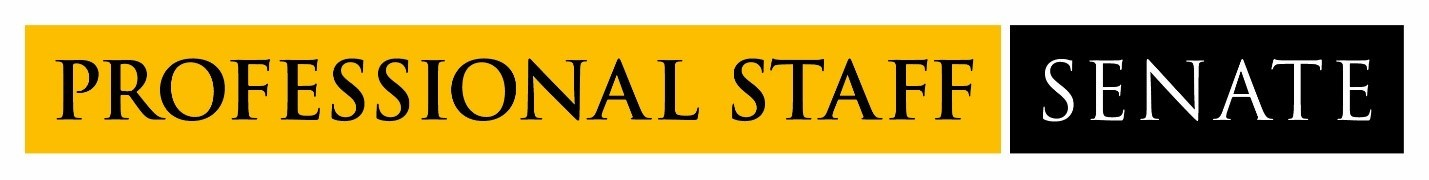 PROFESSIONAL STAFF SENATE